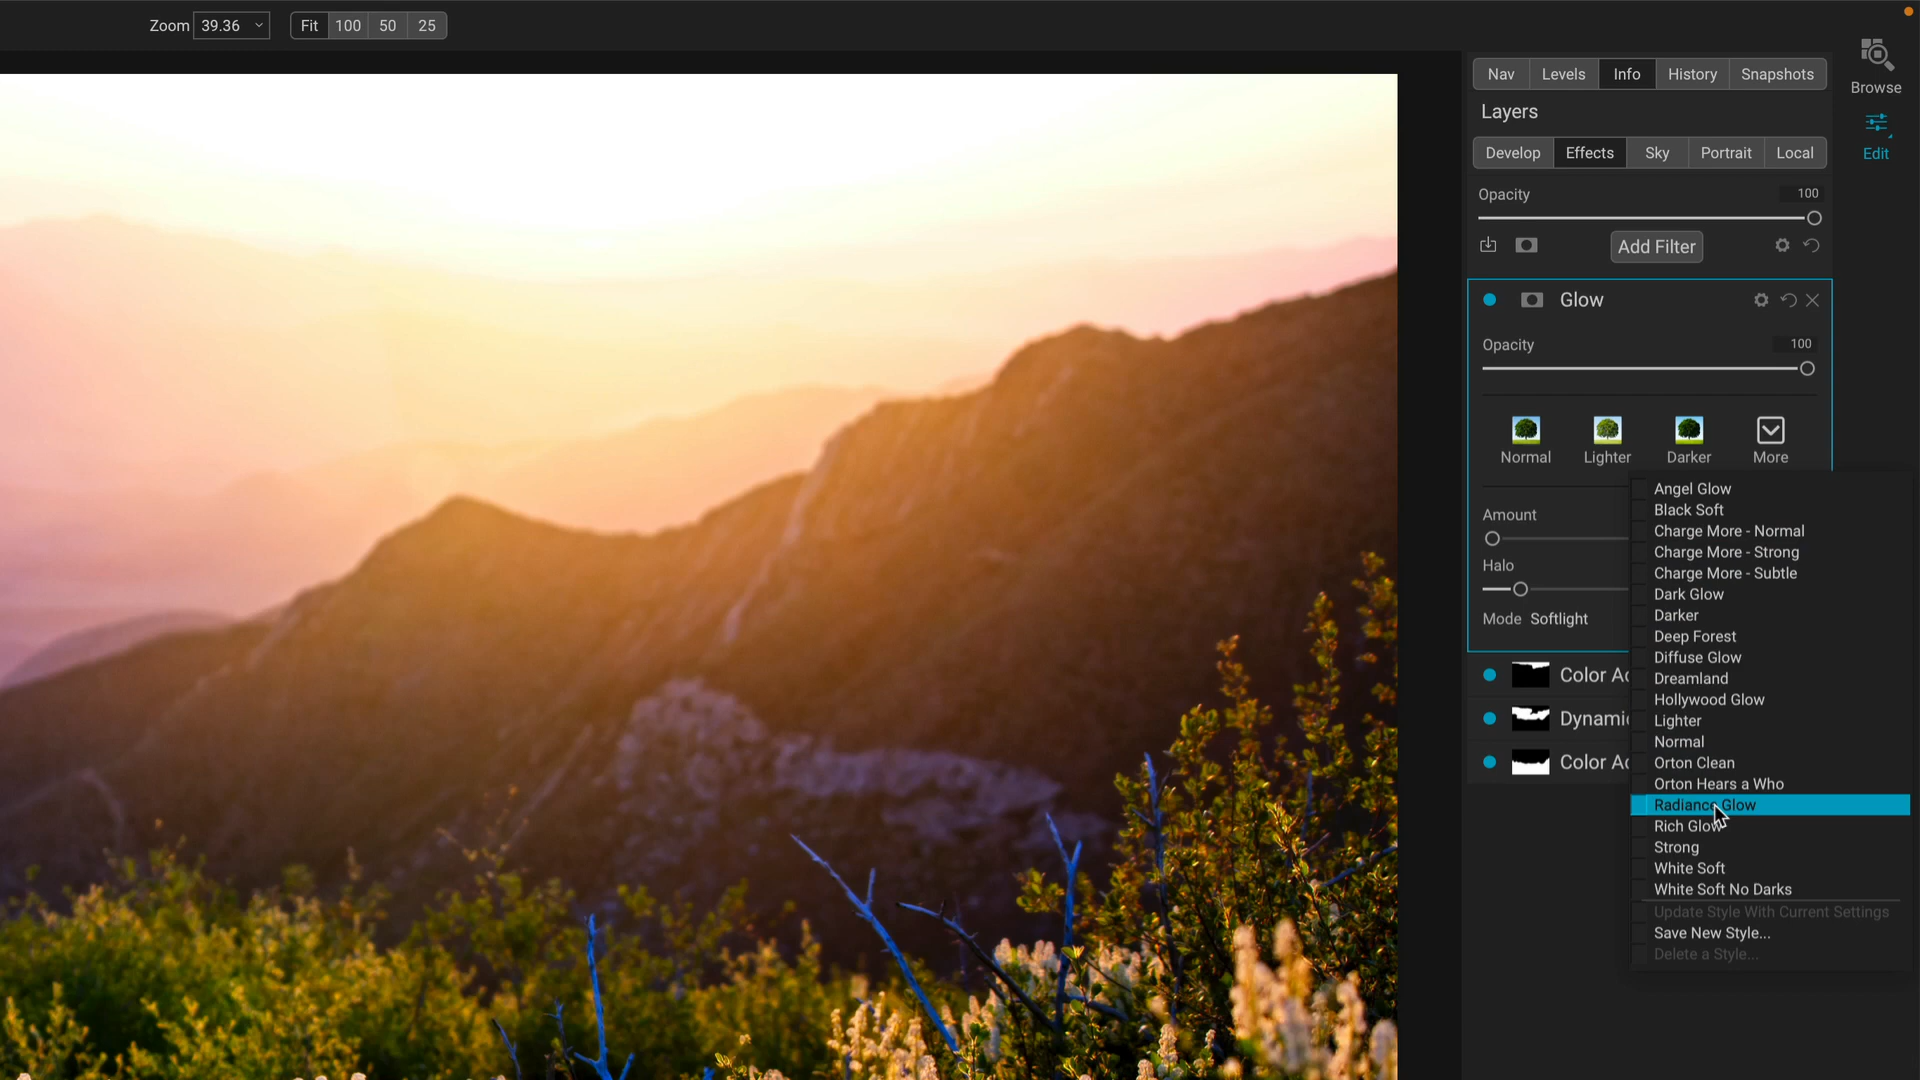 Zoom 39.36 Fit 100 50 25
Browse
Edit
Nav Levels Info History Snapshots
Layers
Develop Effects Sky Portrait Local
Opacity 100
Add Filter
Glow
Opacity 100
Normal Lighter Darker More
Amount
Halo
Mode Softlight
Color
Color
Angel Glow
Black Soft
Charge More - Normal
Charge More - Strong
Charge More - Subtle
Dark Glow
Darker
Deep Forest
Diffuse Glow
Dreamland
Hollywood Glow
Lighter
Normal
Orton Clean
Orton Hears a Who
Radiance Glow
Rich Glow
Strong
White Soft
White Soft No Darks
Update Style With Current Settings
Save New Style...
Delete a Style...